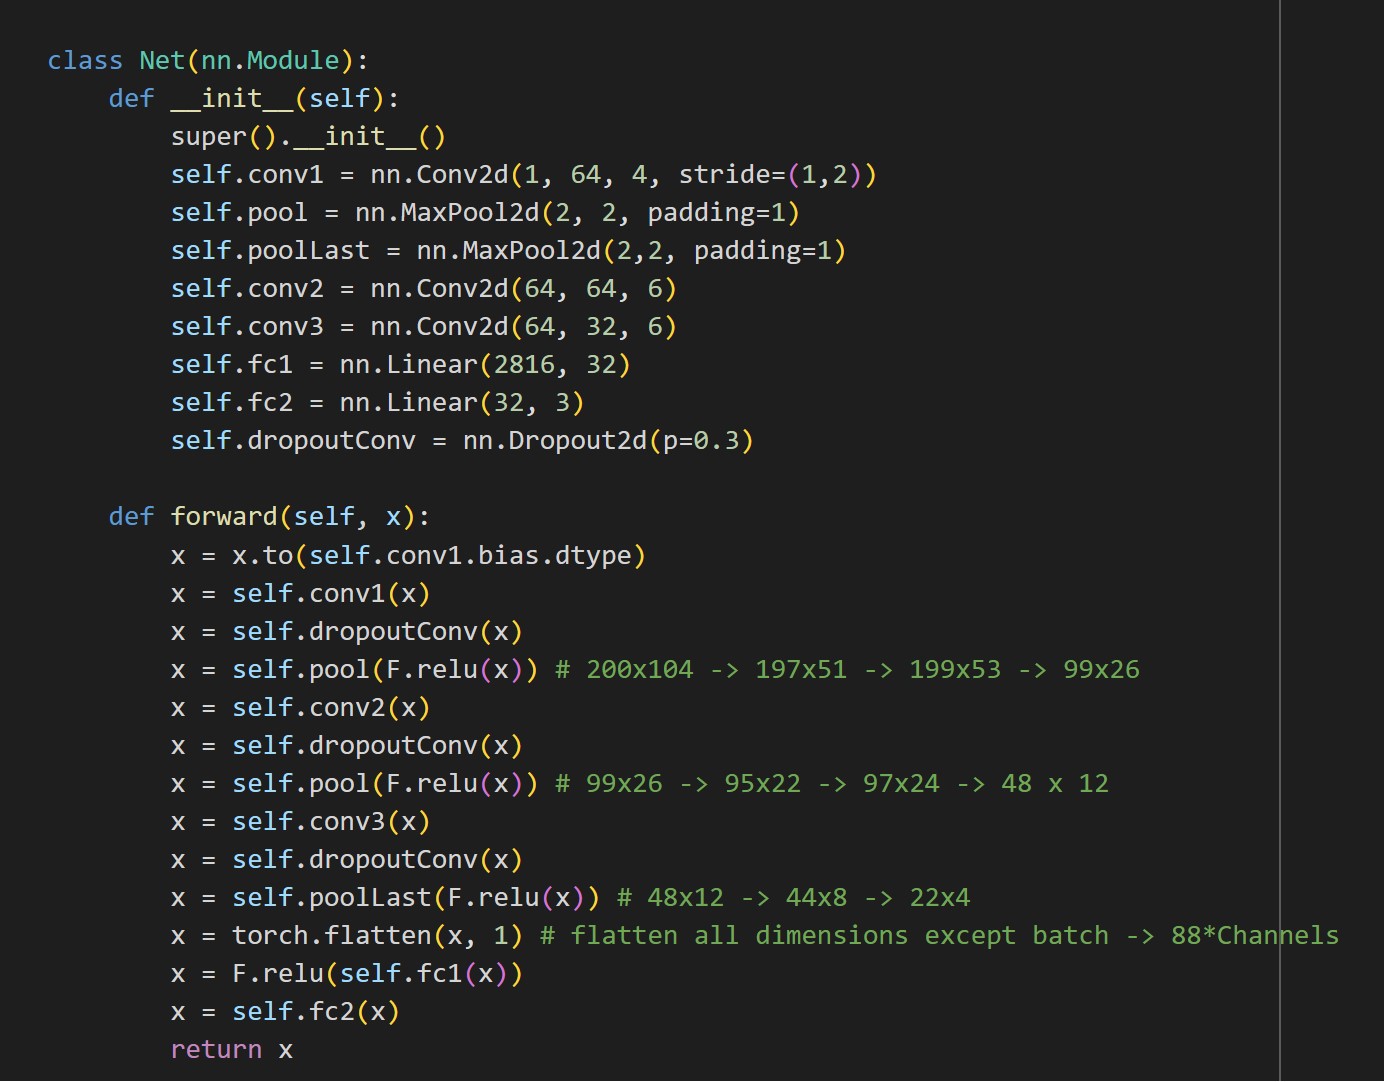 class Net(nn.Module):
    def __init__(self):
        super().__init__()
        self.conv1 = nn.Conv2d(1, 64, 4, stride=(1,2))
        self.pool = nn.MaxPool2d(2, 2, padding=1)
        self.poolLast = nn.MaxPool2d(2,2, padding=1)
        self.conv2 = nn.Conv2d(64, 64, 6)
        self.conv3 = nn.Conv2d(64, 32, 6)
        self.fc1 = nn.Linear(2816, 32)
        self.fc2 = nn.Linear(32, 3)
        self.dropoutConv = nn.Dropout2d(p=0.3)

    def forward(self, x):
        x = x.to(self.conv1.bias.dtype)
        x = self.conv1(x)
        x = self.dropoutConv(x)
        x = self.pool(F.relu(x)) # 200x104 -> 197x51 -> 199x53 -> 99x26
        x = self.conv2(x)
        x = self.dropoutConv(x)
        x = self.pool(F.relu(x)) # 99x26 -> 95x22 -> 97x24 -> 48 x 12
        x = self.conv3(x)
        x = self.dropoutConv(x)
        x = self.poolLast(F.relu(x)) # 48x12 -> 44x8 -> 22x4
        x = torch.flatten(x, 1) # flatten all dimensions except batch -> 88*Channels
        x = F.relu(self.fc1(x))
        x = self.fc2(x)
        return x